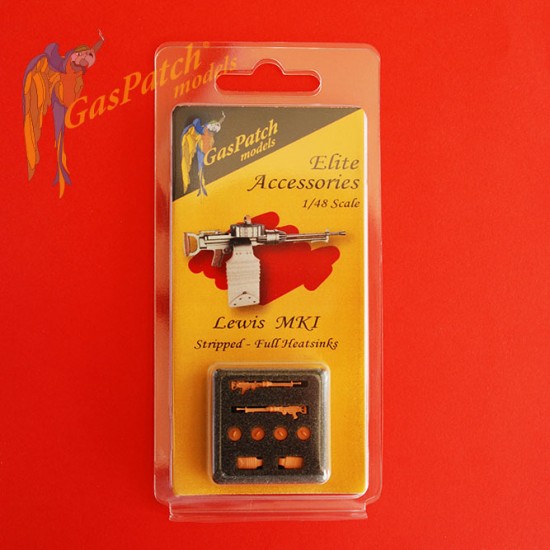 GasPatch®
models
GasPatch
models
Elite
Accessories
1/48 Scale
Lewis MKI
Stripped - Full Heatsinks